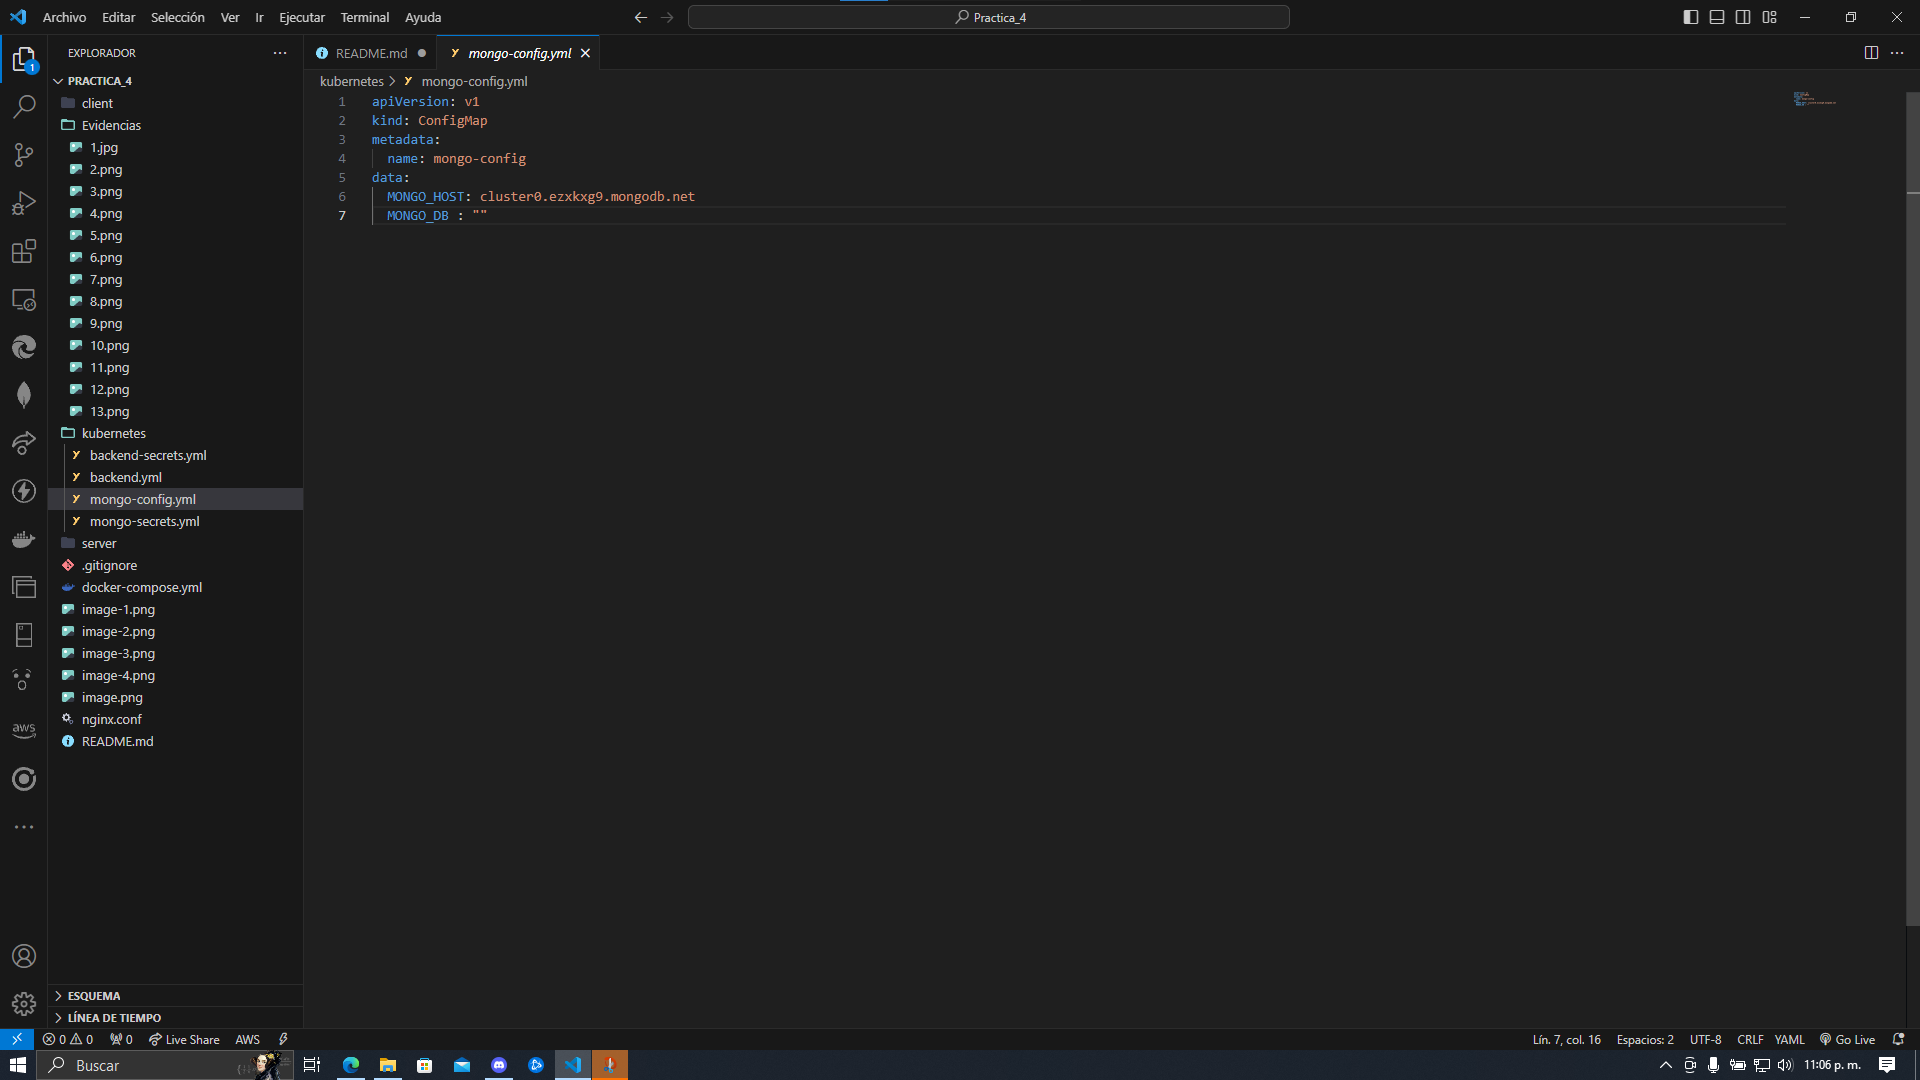 Archivo Editar Selección Ver Ir Ejecutar Terminal Ayuda
Practica_4
EXPLORADOR
PRACTICA_4
client
Evidencias
1.jpg
2.png
3.png
4.png
5.png
6.png
7.png
8.png
9.png
10.png
11.png
12.png
13.png
kubernetes
backend-secrets.yml
backend.yml
mongo-config.yml
mongo-secrets.yml
server
.gitignore
docker-compose.yml
image-1.png
image-2.png
image-3.png
image-4.png
image.png
nginx.conf
README.md
ESQUEMA
LÍNEA DE TIEMPO
1
aws
README.md
mongo-config.yml
kubernetes > mongo-config.yml
1 apiVersion: v1
2 kind: ConfigMap
3 metadata:
4 name: mongo-config
5 data:
6 MONGO_HOST: cluster0.ezxkxg9.mongodb.net
7 MONGO_DB : ""
0 0 0 Live Share AWS
Lín. 7, col. 16 Espacios: 2 UTF-8 CRLF YAML Go Live
Buscar
11:06 p. m.